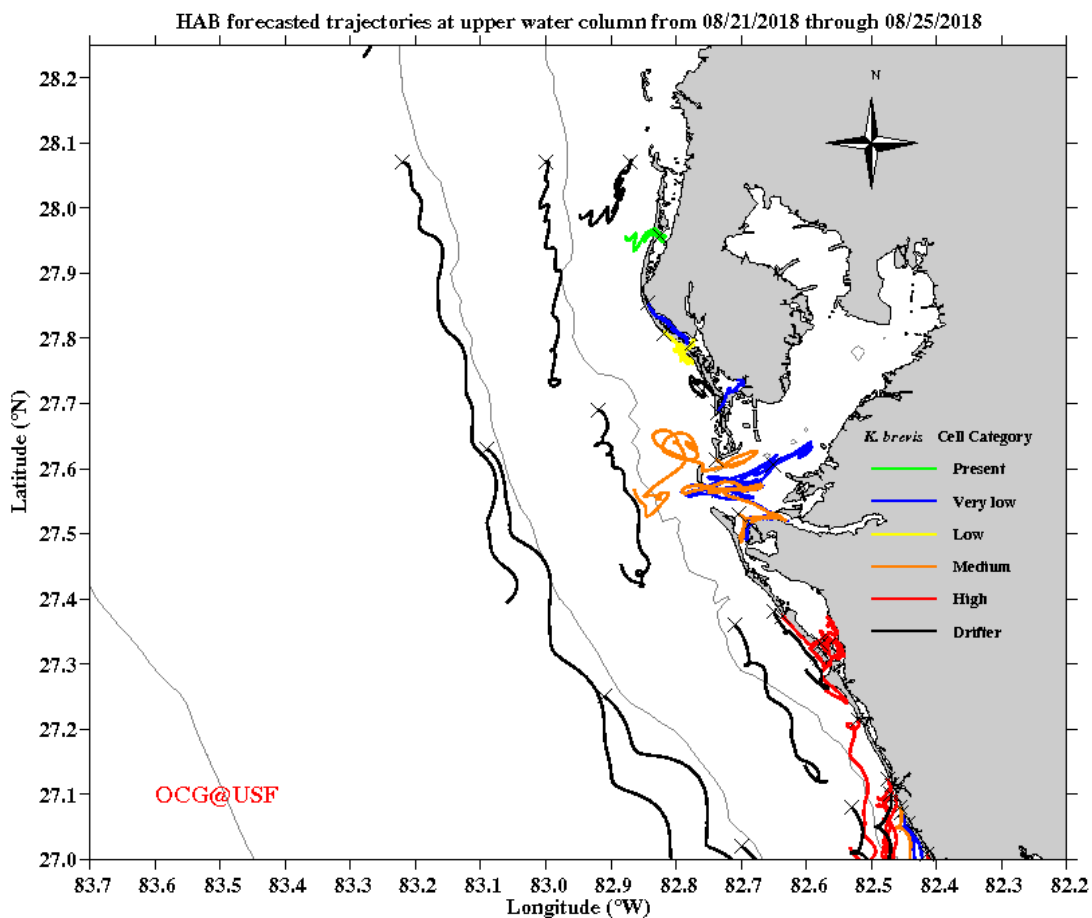 HAB forecasted trajectories at upper water column from 08/21/2018 through 08/25/2018
N
28.2
28.1
28.0
27.9
27.8
27.7
27.6
27.5
27.4
27.3
27.2
27.1
27.0
Latitude (°N)
K. brevis Cell Category
Present
Very low
Low
Medium
High
Drifter
OCG@USF
83.7 83.6 83.5 83.4 83.3 83.2 83.1 83.0 82.9 82.8 82.7 82.6 82.5 82.4 82.3 82.2
Longitude (°W)